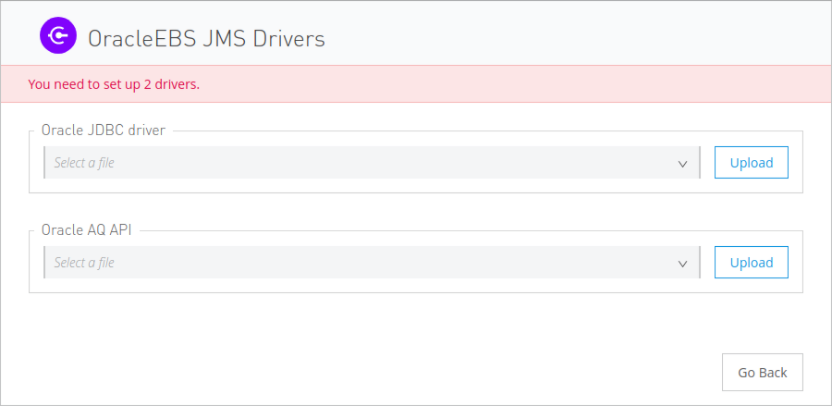 OracleEBS JMS Drivers
You need to set up 2 drivers.
Oracle JDBC driver
Select a file
Upload
Oracle AQ API
Select a file
Upload
Go Back